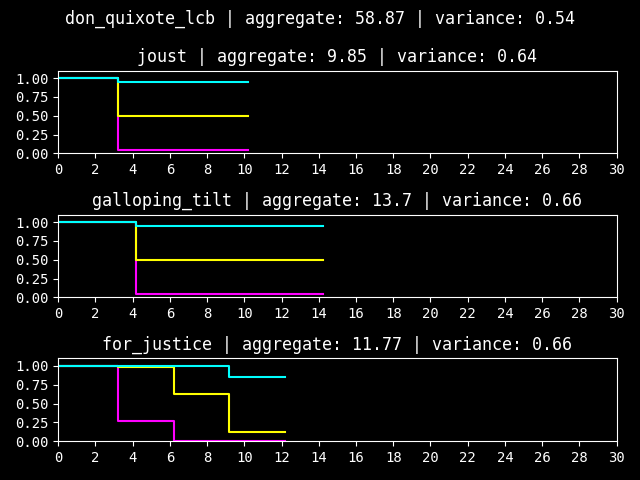 don_quixote_lcb | aggregate: 58.87 | variance: 0.54
joust | aggregate: 9.85 | variance: 0.64
1.00
0.75
0.50
0.25
0.00
0 2 4 6 8 10 12 14 16 18 20 22 24 26 28 30
galloping_tilt | aggregate: 13.7 | variance: 0.66
1.00
0.75
0.50
0.25
0.00
0 2 4 6 8 10 12 14 16 18 20 22 24 26 28 30
for_justice | aggregate: 11.77 | variance: 0.66
1.00
0.75
0.50
0.25
0.00
0 2 4 6 8 10 12 14 16 18 20 22 24 26 28 30